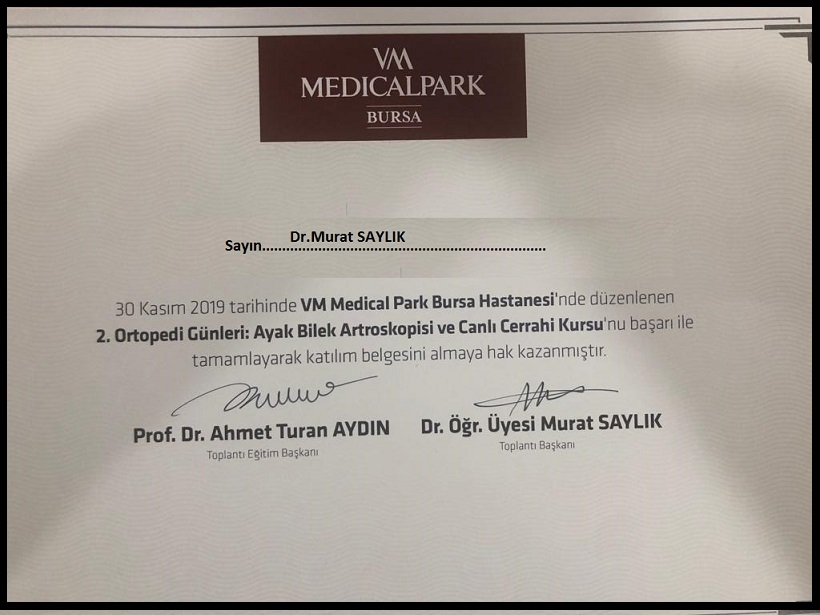 VM
MEDICALPARK
BURSA
Dr.Murat SAYLIK
Sayın.......................................................................
30 Kasım 2019 tarihinde VM Medical Park Bursa Hastanesi'nde düzenlenen
2. Ortopedi Günleri: Ayak Bilek Artroskopisi ve Canlı Cerrahi Kursu'nu başarı ile
tamamlayarak katılım belgesini almaya hak kazanmıştır.
Prof. Dr. Ahmet Turan AYDIN
Toplantı Eğitim Başkanı
Dr. Öğr. Üyesi Murat SAYLIK
Toplantı Başkanı